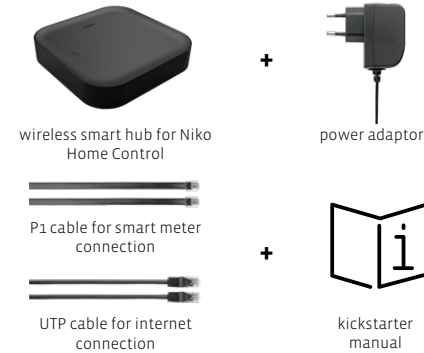 +
wireless smart hub for Niko
Home Control
power adaptor
P1 cable for smart meter
connection
+
i
UTP cable for internet
connection
kickstarter
manual